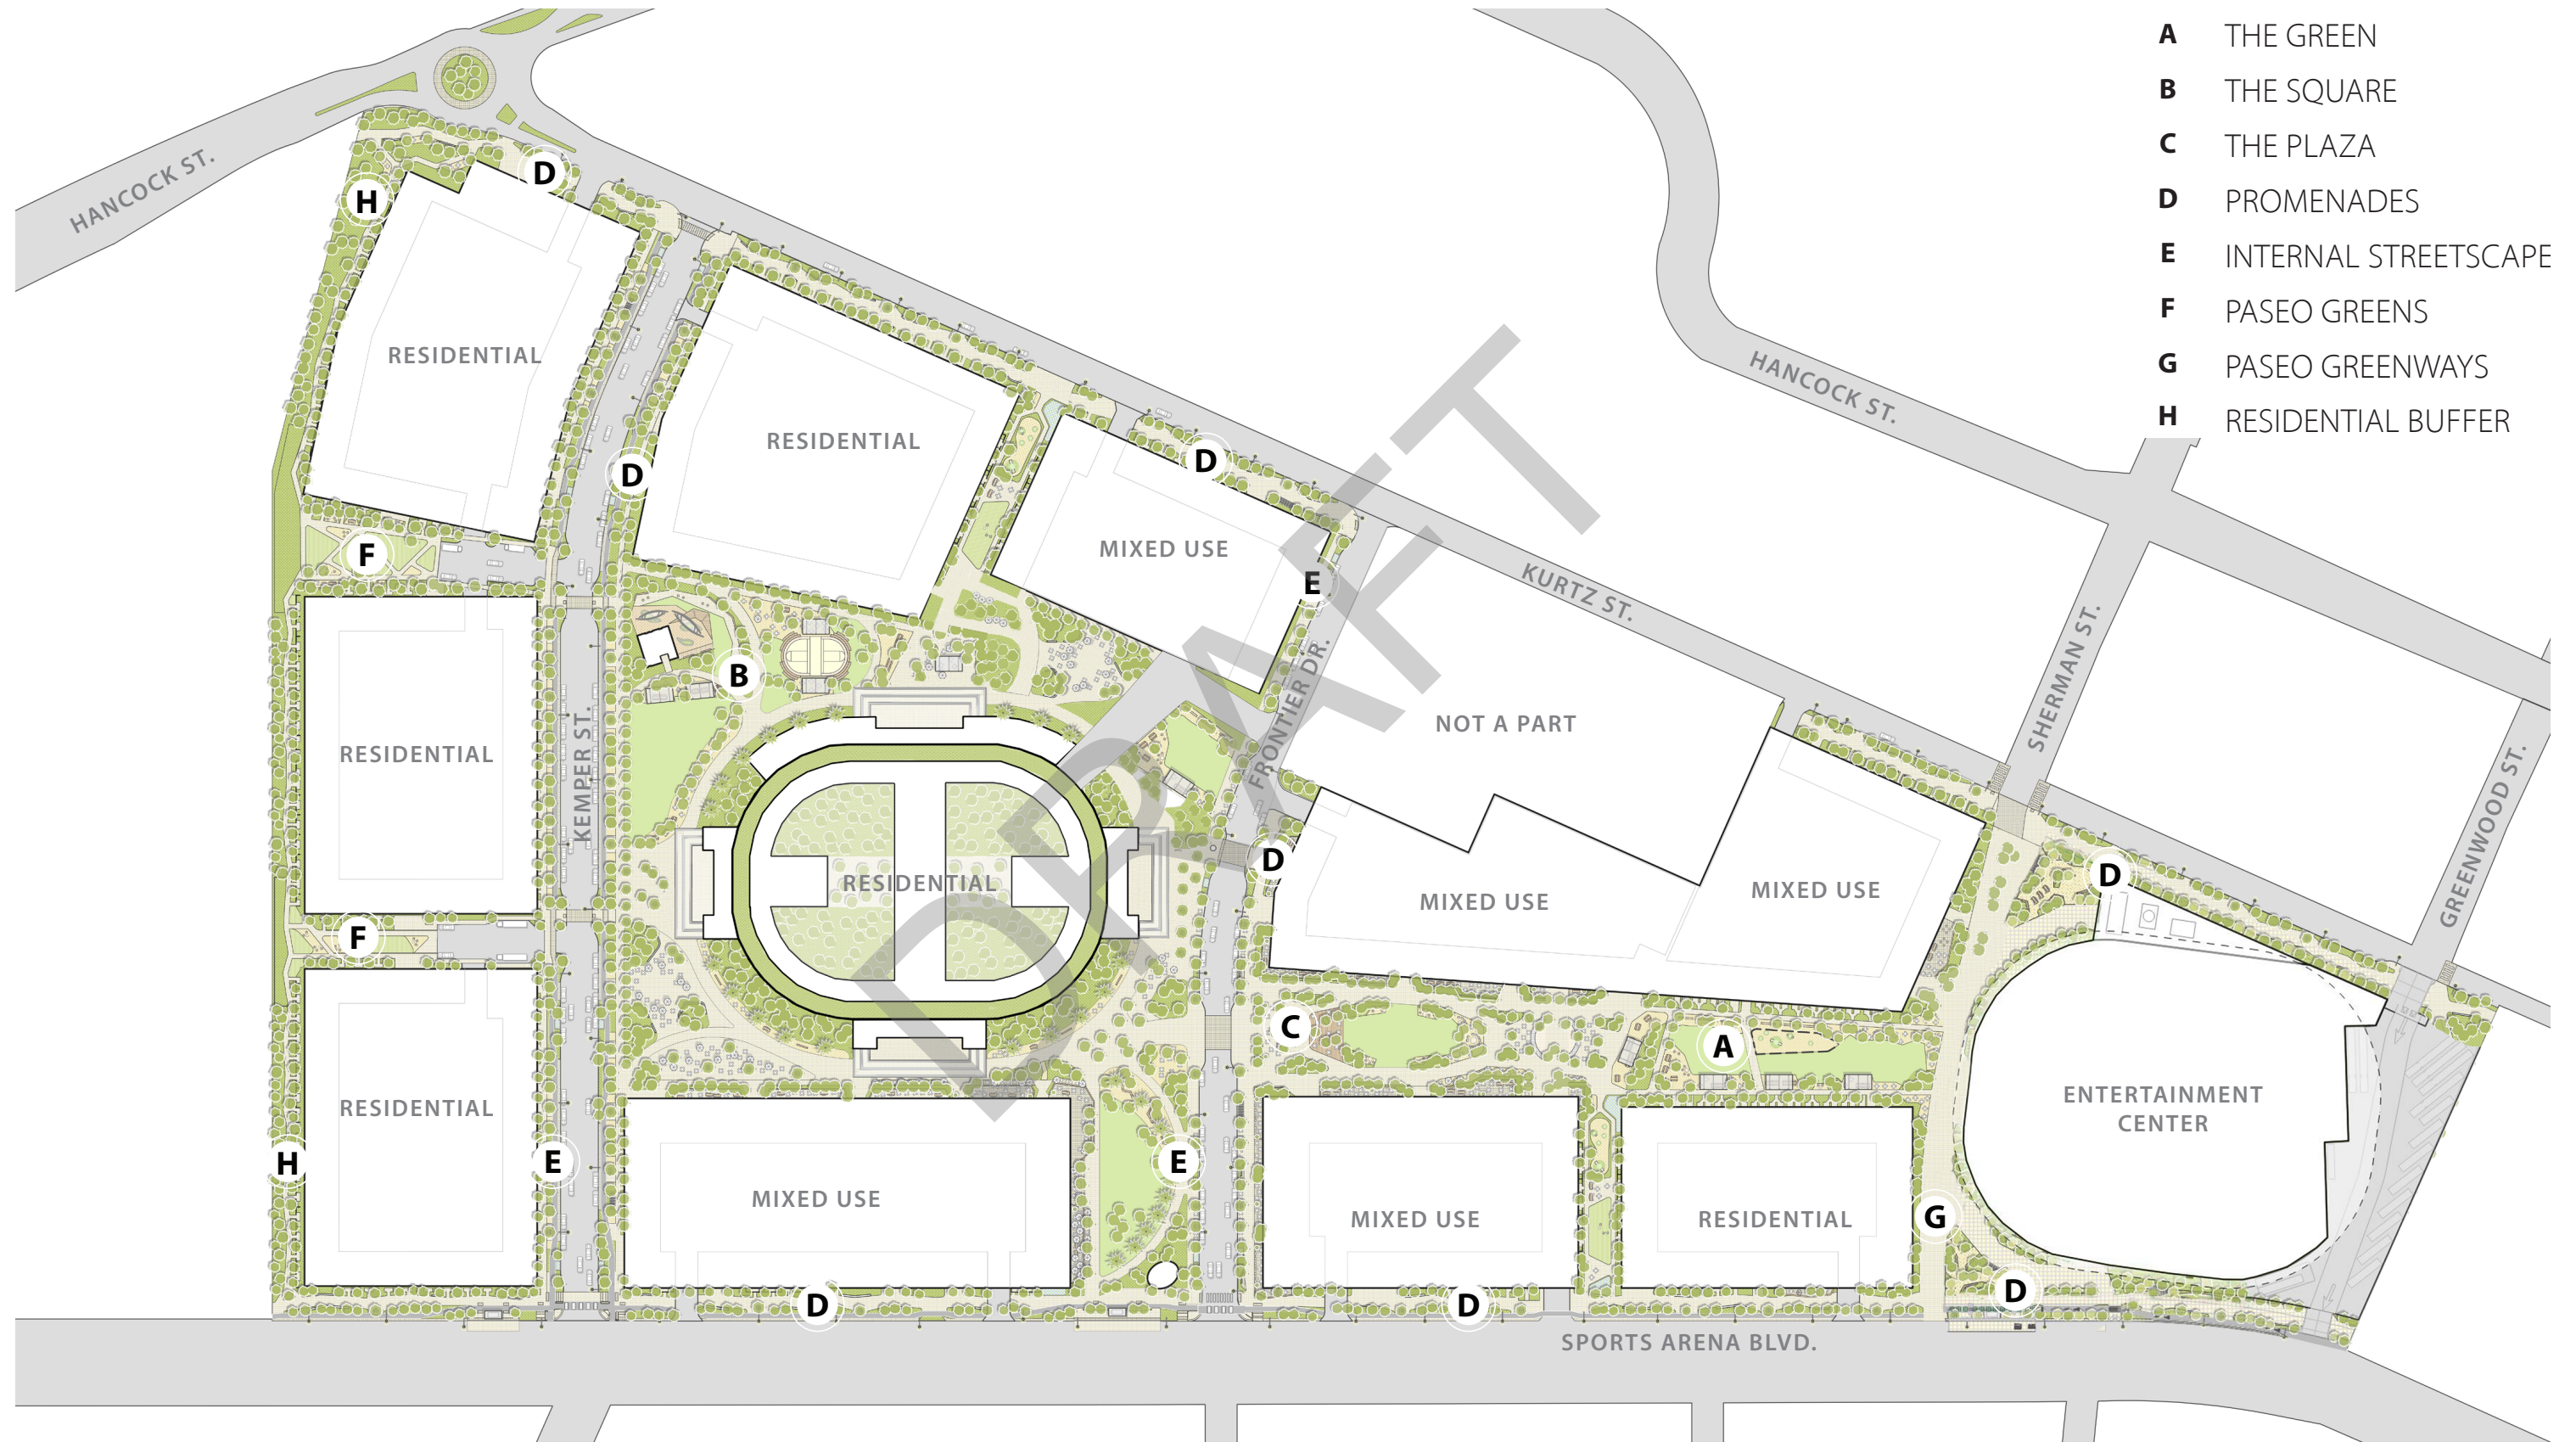 A THE GREEN
B THE SQUARE
C THE PLAZA
D PROMENADES
E INTERNAL STREETSCAPE
F PASEO GREENS
G PASEO GREENWAYS
H RESIDENTIAL BUFFER
HANCOCK ST.
D
H
RESIDENTIAL
HANCOCK ST.
RESIDENTIAL
D
D
MIXED USE
F
E
KURTZ ST.
B
FRONTIER DR.
SHERMAN ST.
NOT A PART
RESIDENTIAL
KEMPER ST.
GREENWOOD ST.
D
D
RESIDENTIAL
MIXED USE
MIXED USE
F
DRAFT
C
A
RESIDENTIAL
ENTERTAINMENT
CENTER
H
E
E
MIXED USE
MIXED USE
RESIDENTIAL
G
D
D
D
SPORTS ARENA BLVD.